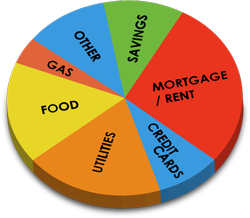 SAVINGS
MORTGAGE
/ RENT
CREDIT
CARDS
UTILITIES
FOOD
GAS
OTHER